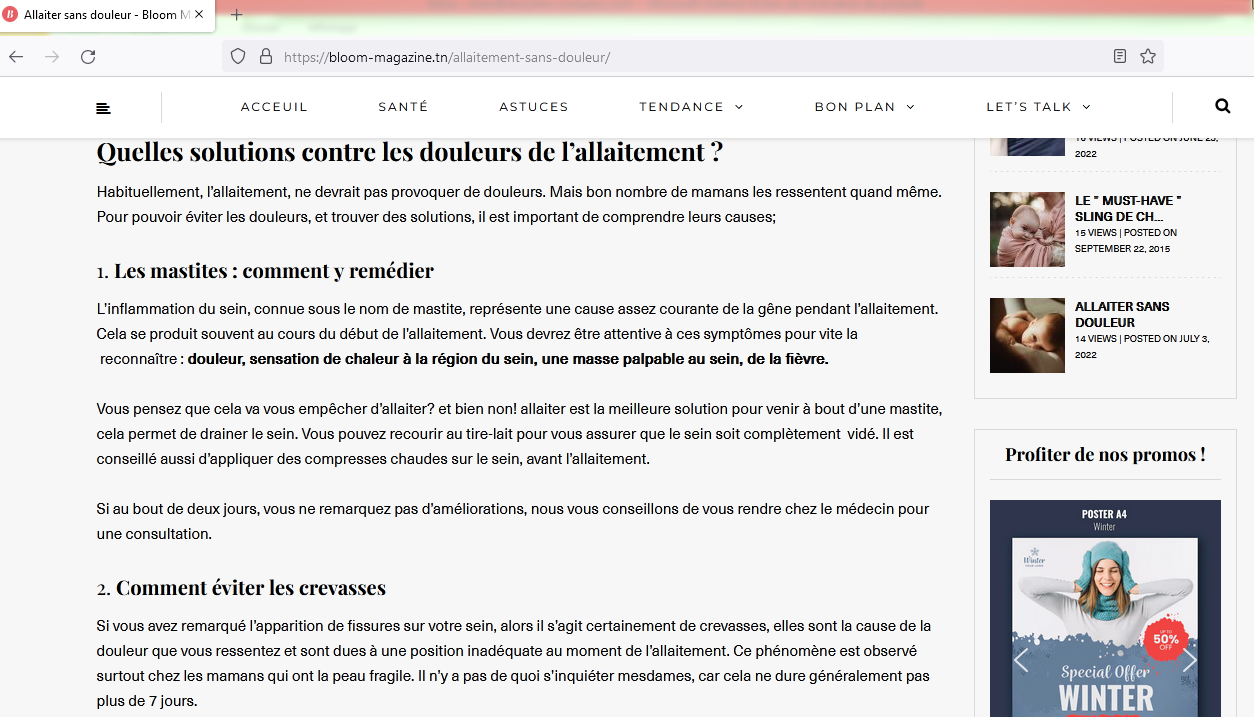 Allaiter sans douleur - Bloom M
https://bloom-magazine.tn/allaitement-sans-douleur/
ACCEUIL
SANTÉ
ASTUCES
TENDANCE
BON PLAN
LET'S TALK
Quelles solutions contre les douleurs de l'allaitement ?
Habituellement, l'allaitement, ne devrait pas provoquer de douleurs. Mais bon nombre de mamans les ressentent quand même.
Pour pouvoir éviter les douleurs, et trouver des solutions, il est important de comprendre leurs causes;
1. Les mastites : comment y remédier
L'inflammation du sein, connue sous le nom de mastite, représente une cause assez courante de la gêne pendant l'allaitement.
Cela se produit souvent au cours du début de l'allaitement. Vous devrez être attentive à ces symptômes pour vite la
reconnaître : douleur, sensation de chaleur à la région du sein, une masse palpable au sein, de la fièvre.
Vous pensez que cela va vous empêcher d'allaiter? et bien non! allaiter est la meilleure solution pour venir à bout d'une mastite,
cela permet de drainer le sein. Vous pouvez recourir au tire-lait pour vous assurer que le sein soit complètement vidé. Il est
conseillé aussi d'appliquer des compresses chaudes sur le sein, avant l'allaitement.
Si au bout de deux jours, vous ne remarquez pas d'améliorations, nous vous conseillons de vous rendre chez le médecin pour
une consultation.
2. Comment éviter les crevasses
Si vous avez remarqué l'apparition de fissures sur votre sein, alors il s'agit certainement de crevasses, elles sont la cause de la
douleur que vous ressentez et sont dues à une position inadéquate au moment de l'allaitement. Ce phénomène est observé
surtout chez les mamans qui ont la peau fragile. Il n'y a pas de quoi s'inquiéter mesdames, car cela ne dure généralement pas
plus de 7 jours.
VIEWS | POSTED ON JUNE
2022
LE " MUST-HAVE "
SLING DE CH...
15 VIEWS | POSTED ON
SEPTEMBER 22, 2015
ALLAITER SANS
DOULEUR
14 VIEWS | POSTED ON JULY 3,
2022
Profiter de nos promos !
POSTER A4
Winter
Winter
UP TO
50%
OFF
Special Offer
WINTER